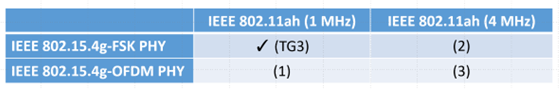 IEEE 802.11ah (1 MHz) IEEE 802.11ah (4 MHz)
IEEE 802.15.4g-FSK PHY ✓ (TG3) (2)
IEEE 802.15.4g-OFDM PHY (1) (3)